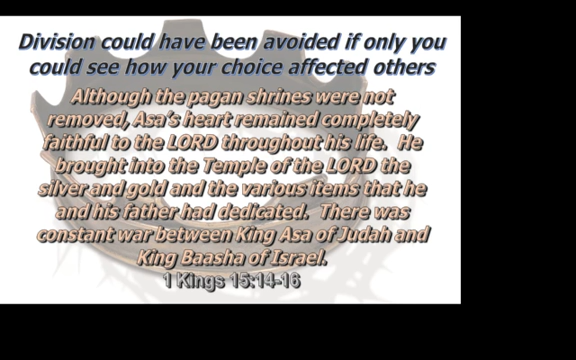 Division could have been avoided if only you
could see how your choice affected others
Although the pagan shrines were not
removed, Asa's heart remained completely
faithful to the LORD throughout his life. He
brought into the Temple of the LORD the
silver and gold and the various items that he
and his father had dedicated. There was
constant war between King Asa of Judah and
King Baasha of Israel.
1 Kings 15:14-16